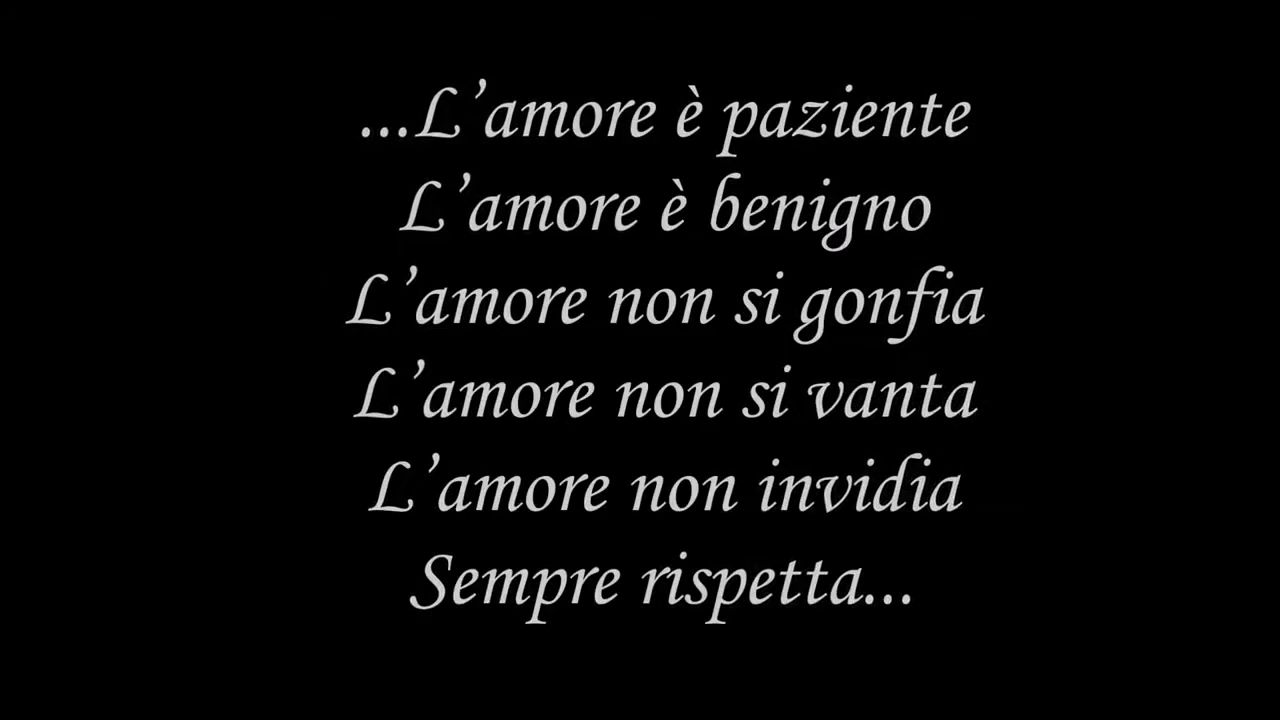 ...L’amore è paziente
L’amore è benigno
L’amore non si gonfia
L’amore non si vanta
L’amore non invidia
Sempre rispetta...